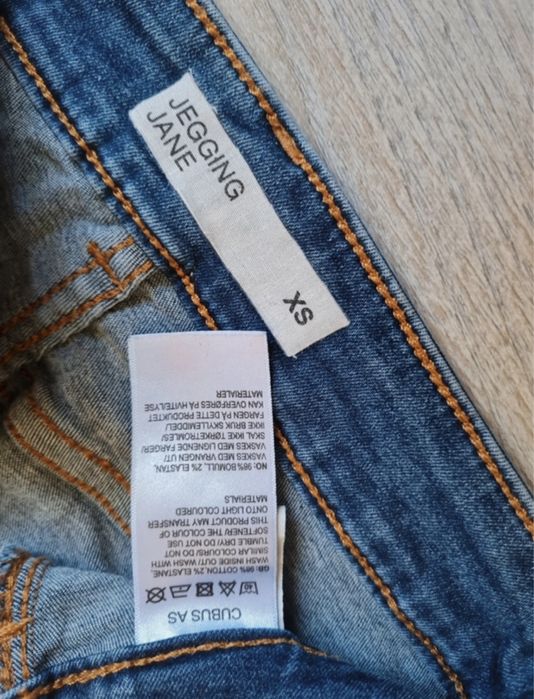 JEGGING
JANE
XS
CUBUS AS
GB: 98% COTTON, 2% ELASTANE.
WASH INSIDE OUT/ WASH WITH
SIMILAR COLOURS/ DO NOT
TUMBLE DRY/ DO NOT USE
SOFTENER/ THE COLOUR OF
THIS PRODUCT MAY TRANSFER
ONTO LIGHT COLOURED
MATERIALS
NO: 98% BOMULL, 2% ELASTAN.
VASKES MED VRANGEN UT/
VASKES MED LIGNENDE FARGER/
SKAL IKKE TØRKETROMLES/
IKKE BRUK SKYLLEMIDDEL/
FARGEN PÅ DETTE PRODUKTET
KAN OVERFØRES PÅ HVITE/LYSE
MATERIALER